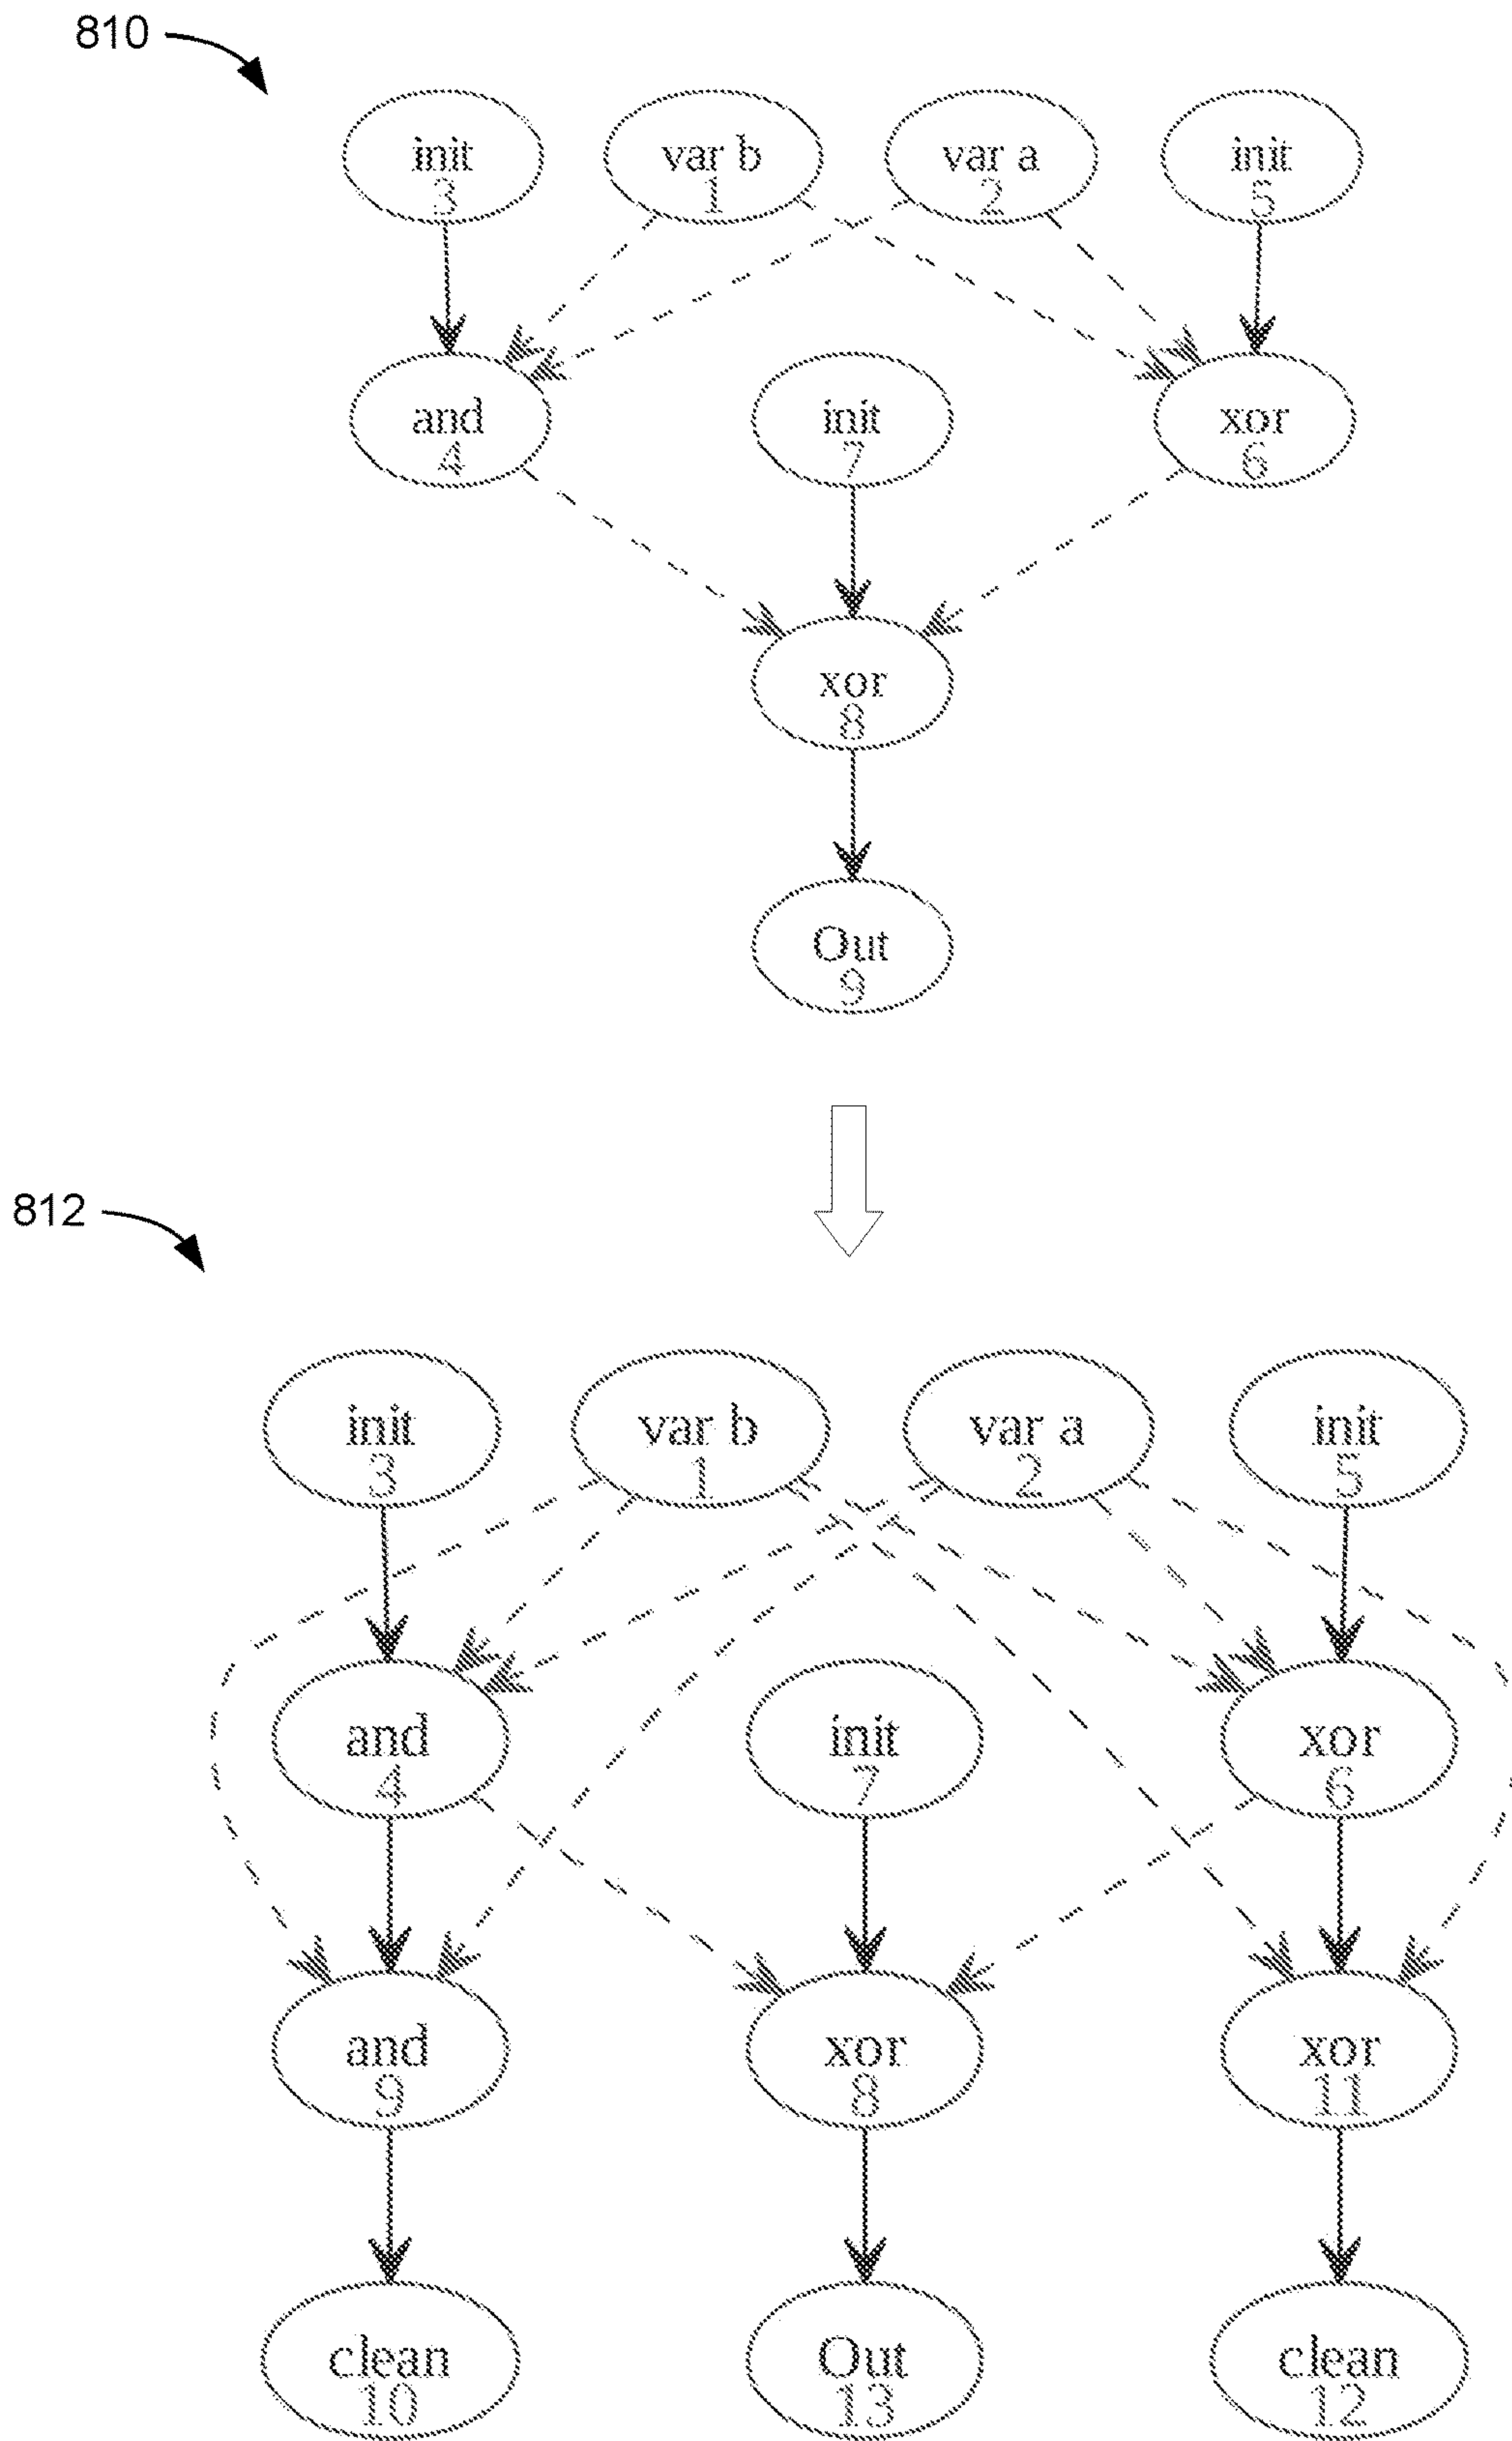 810
init
3
var b
1
var a
2
init
5
and
4
init
7
xor
6
xor
8
Out
9
812
init
3
var b
1
var a
2
init
5
and
4
init
7
xor
6
and
9
xor
8
xor
11
clean
10
Out
13
clean
12